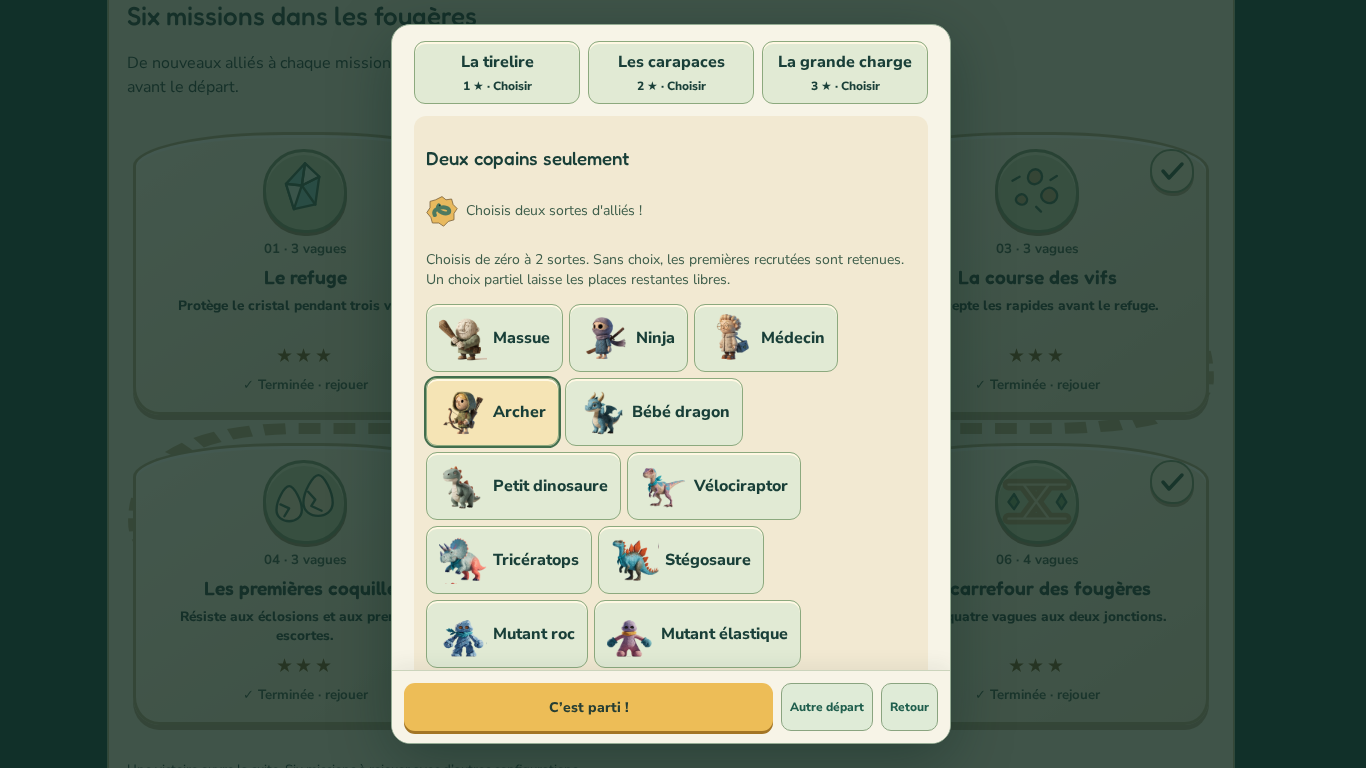 Six missions dans les fougères
De nouveaux alliés à chaque mission
avant le départ.
La tirelire
1 ★ · Choisir
Les carapaces
2 ★ · Choisir
La grande charge
3 ★ · Choisir
Deux copains seulement
Choisis deux sortes d'alliés !
Choisis de zéro à 2 sortes. Sans choix, les premières recrutées sont retenues.
Un choix partiel laisse les places restantes libres.
Massue
Ninja
Médecin
Archer
Bébé dragon
Petit dinosaure
Vélociraptor
Tricératops
Stégosaure
Mutant roc
Mutant élastique
C'est parti !
Autre départ
Retour
01 · 3 vagues
Le refuge
Protège le cristal pendant trois
★★★
✓ Terminée · rejouer
03 · 3 vagues
La course des vifs
les rapides avant le refuge.
★★★
✓ Terminée · rejouer
04 · 3 vagues
Les premières
Résiste aux éclosions et aux
escortes.
★★★
✓ Terminée · rejouer
06 · 4 vagues
carrefour des fougères
quatre vagues aux deux jonctions.
★★★
✓ Terminée · rejouer